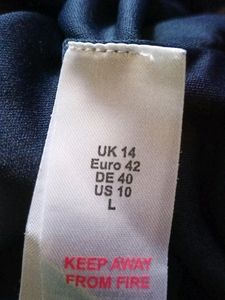 UK 14
Euro 42
DE 40
US 10
L
KEEP AWAY
FROM FIRE